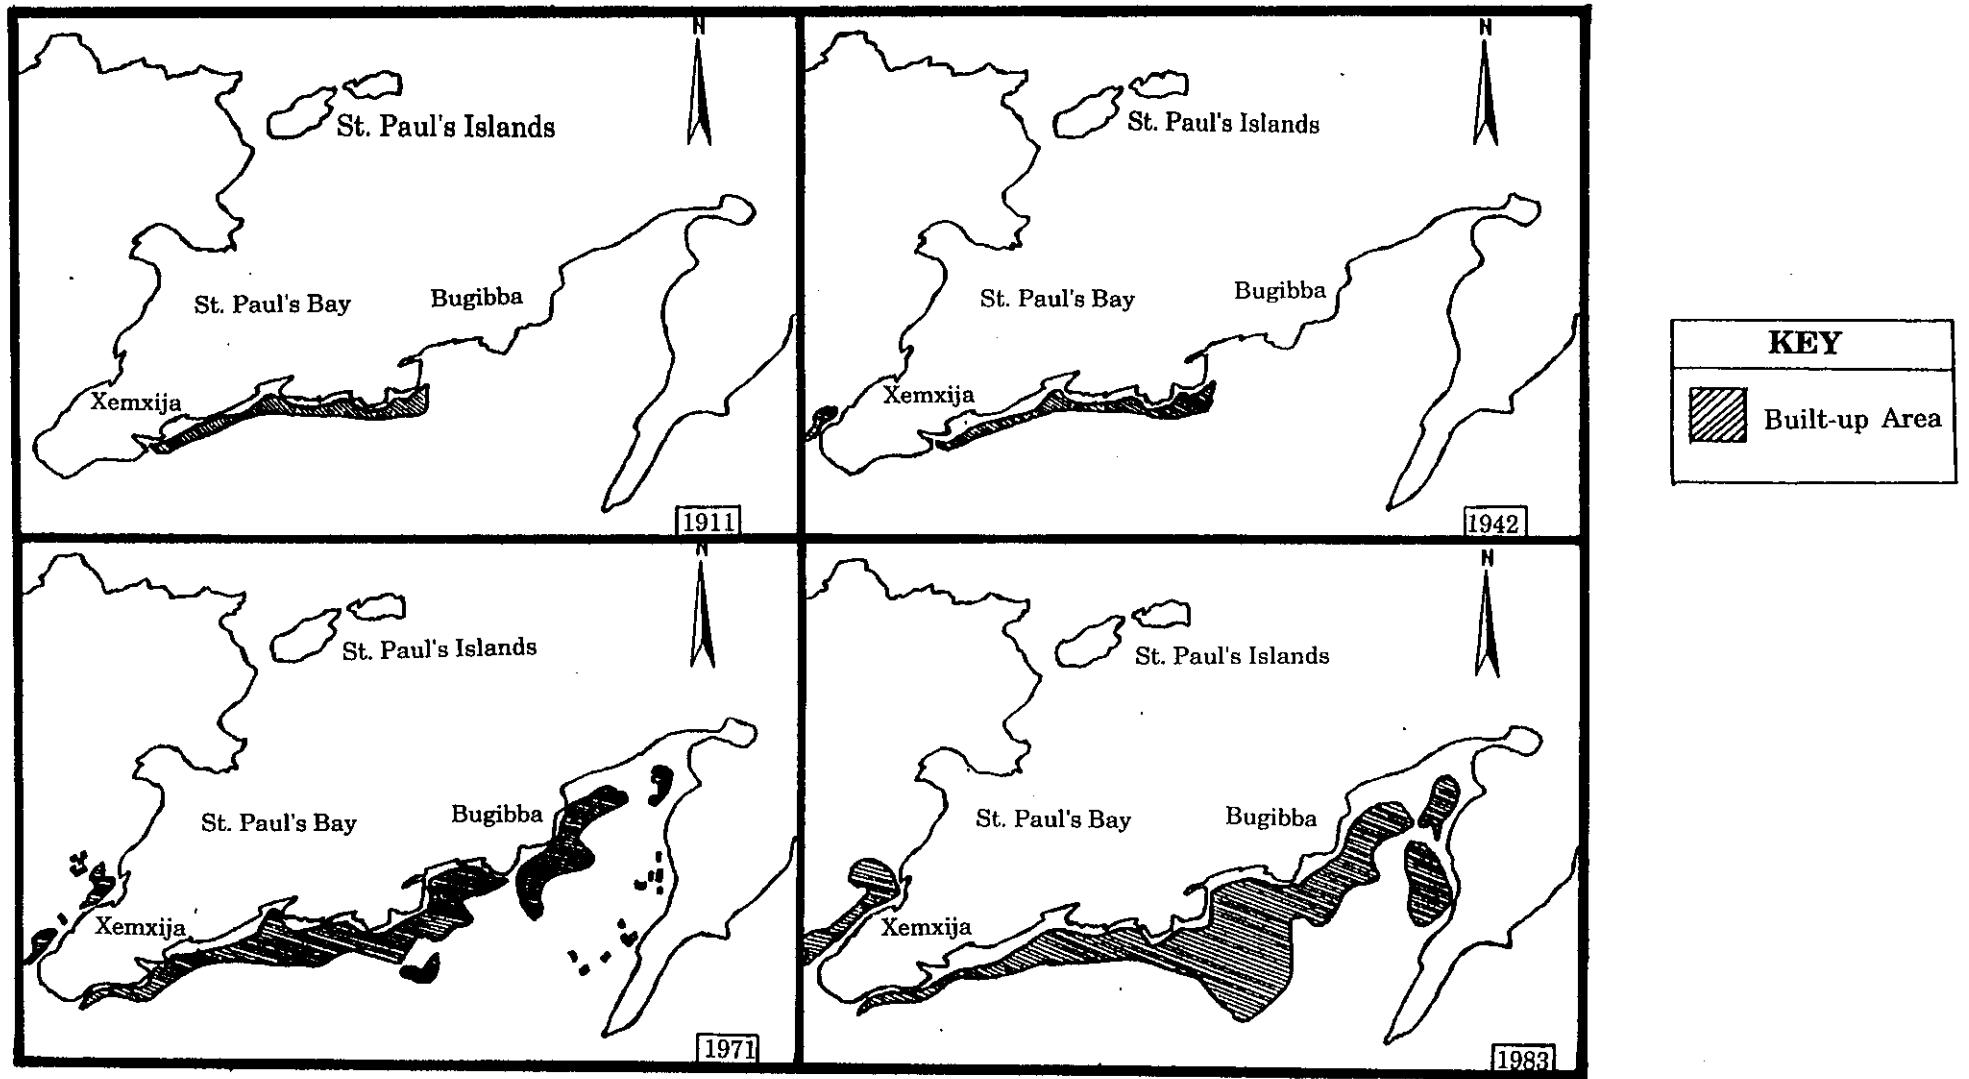 N
St. Paul's Islands
St. Paul's Bay
Bugibba
Xemxija
1911
N
St. Paul's Islands
St. Paul's Bay
Bugibba
Xemxija
1942
N
St. Paul's Islands
St. Paul's Bay
Bugibba
Xemxija
1971
N
St. Paul's Islands
St. Paul's Bay
Bugibba
Xemxija
1983
KEY
Built-up Area